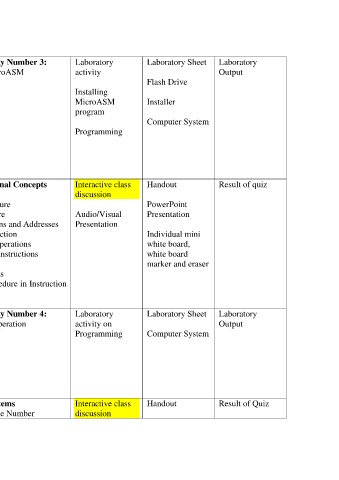 y Number 3:
roASM
Laboratory
activity
Installing
MicroASM
program
Programming
Laboratory Sheet
Flash Drive
Installer
Computer System
Laboratory
Output
nal Concepts
ure
re
ns and Addresses
ction
perations
nstructions
s
edure in Instruction
Interactive class
discussion
Audio/Visual
Presentation
Handout
PowerPoint
Presentation
Individual mini
white board,
white board
marker and eraser
Result of quiz
y Number 4:
peration
Laboratory
activity on
Programming
Laboratory Sheet
Computer System
Laboratory
Output
tems
e Number
Interactive class
discussion
Handout
Result of Quiz